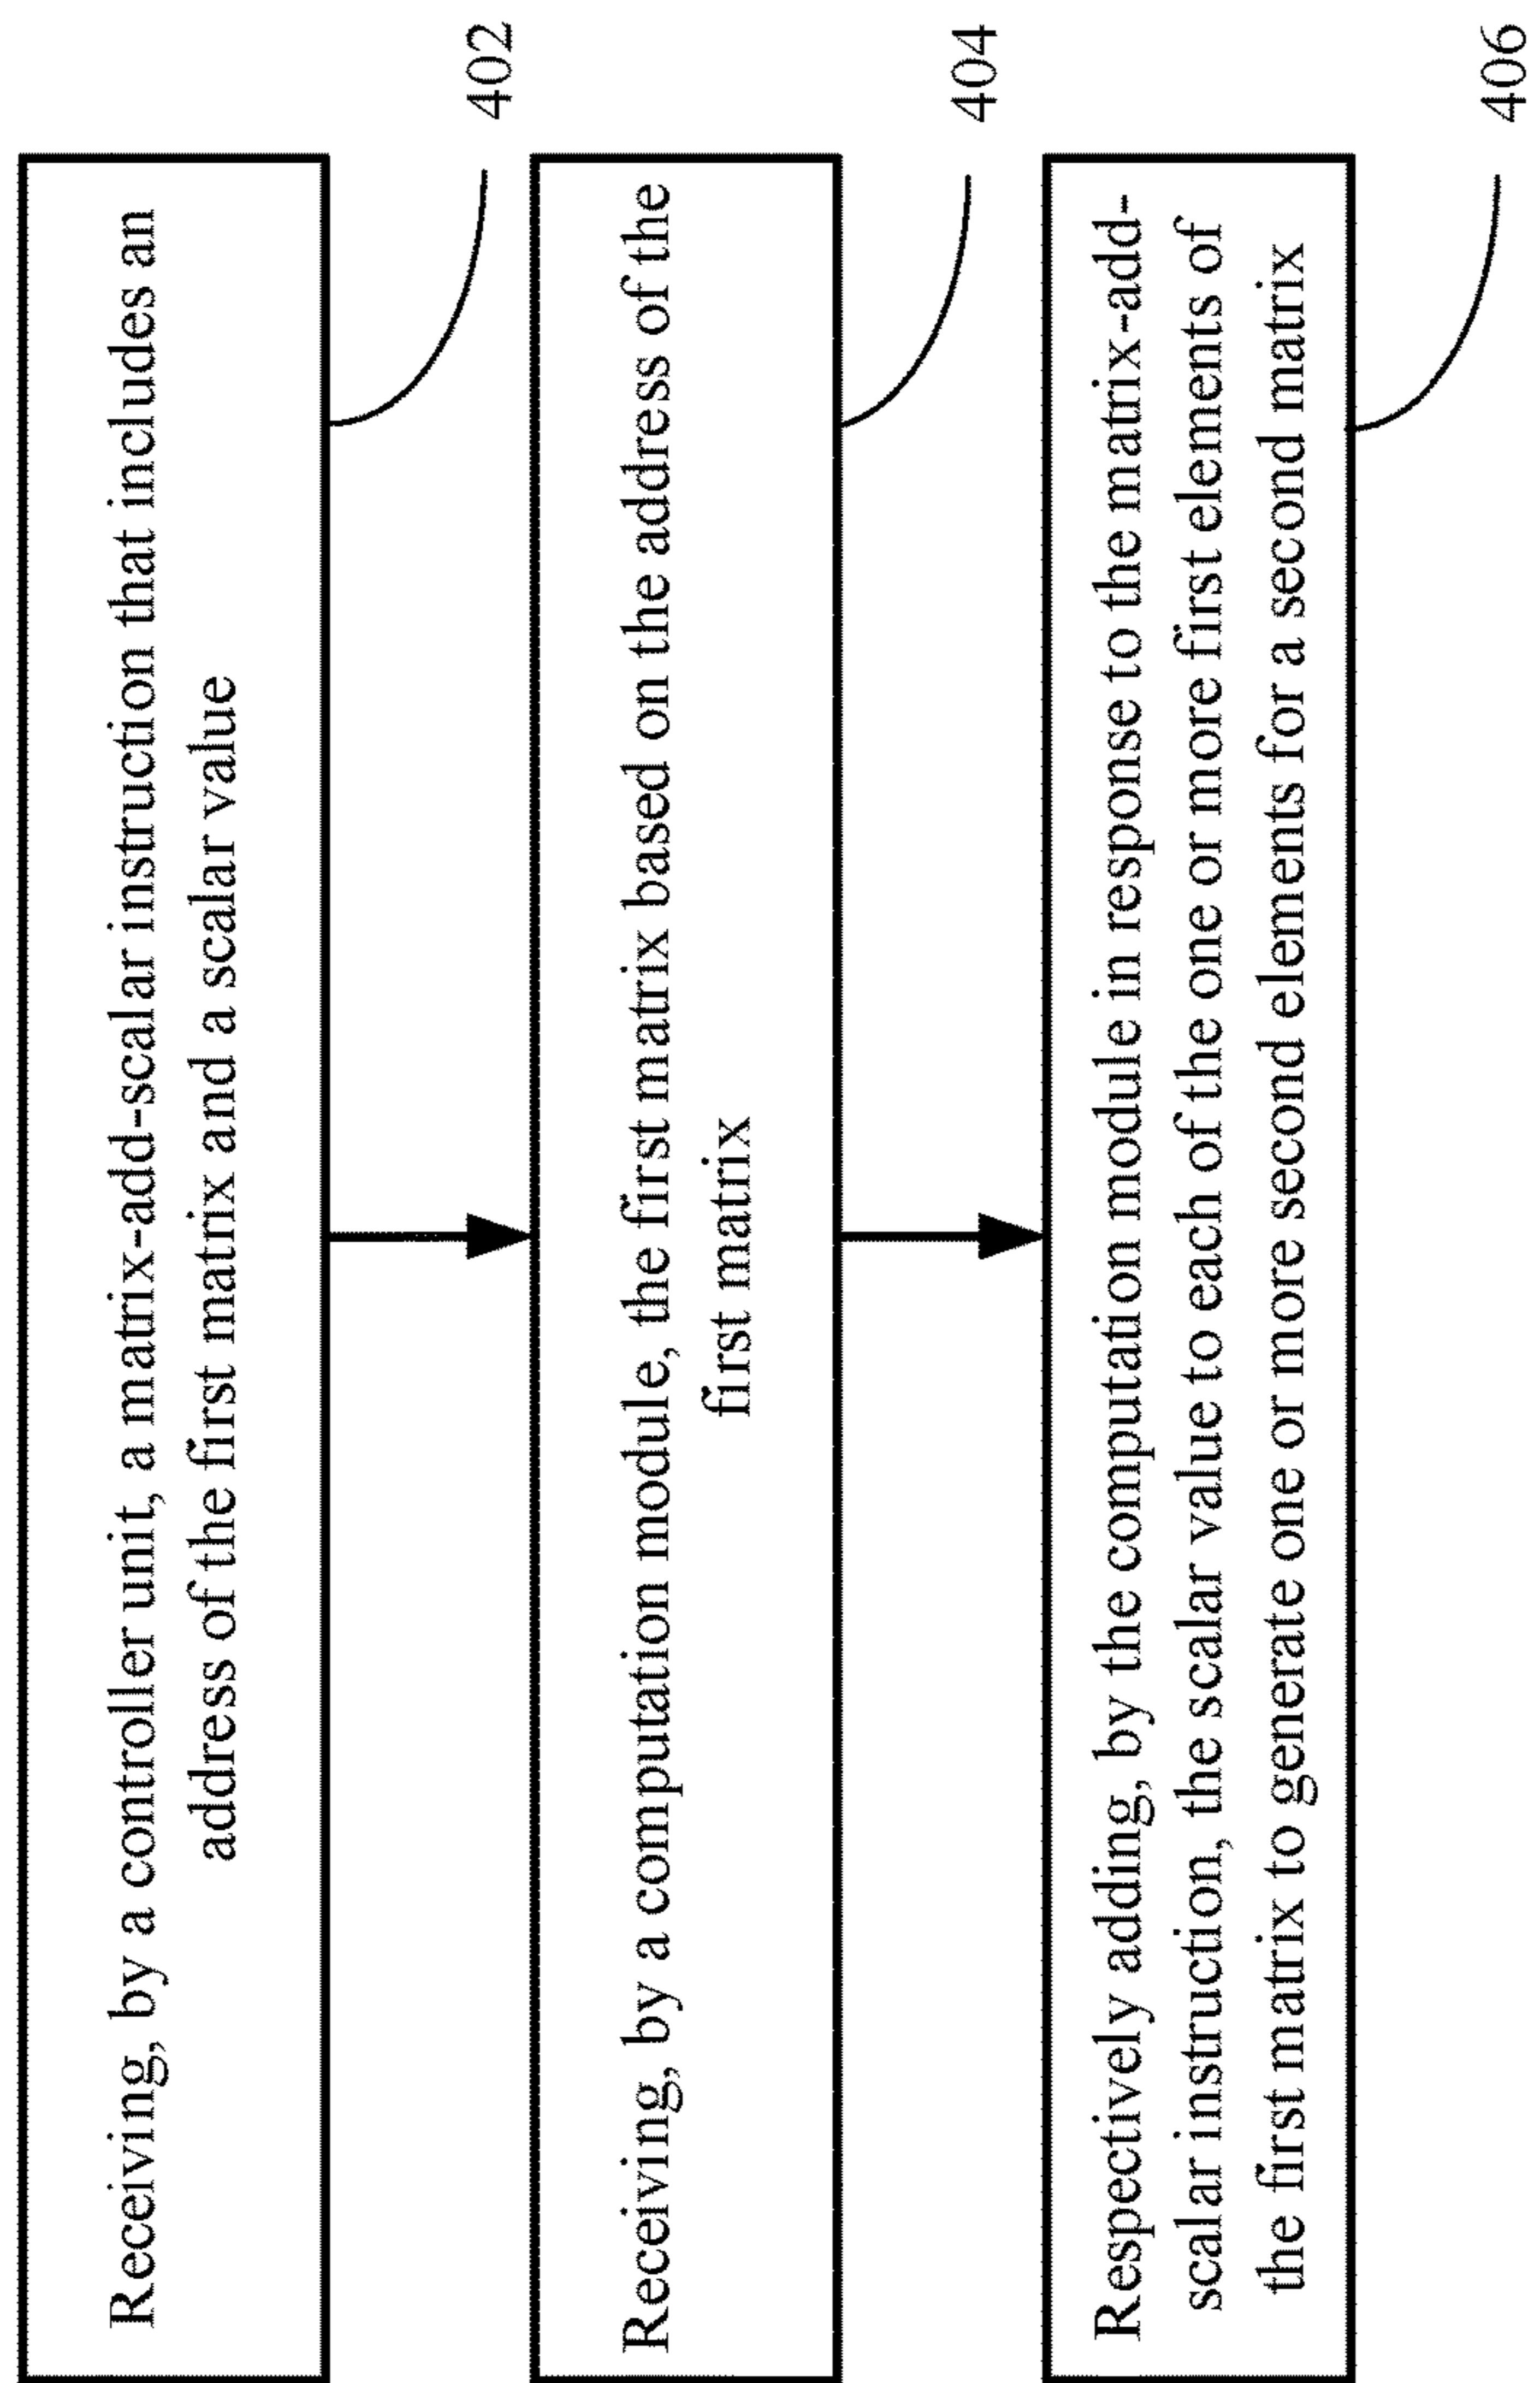 Receiving, by a controller unit, a matrix-add-scalar instruction that includes an
address of the first matrix and a scalar value
402
Receiving, by a computation module, the first matrix based on the address of the
first matrix
404
Respectively adding, by the computation module in response to the matrix-add-
scalar instruction, the scalar value to each of the one or more first elements of
the first matrix to generate one or more second elements for a second matrix
406